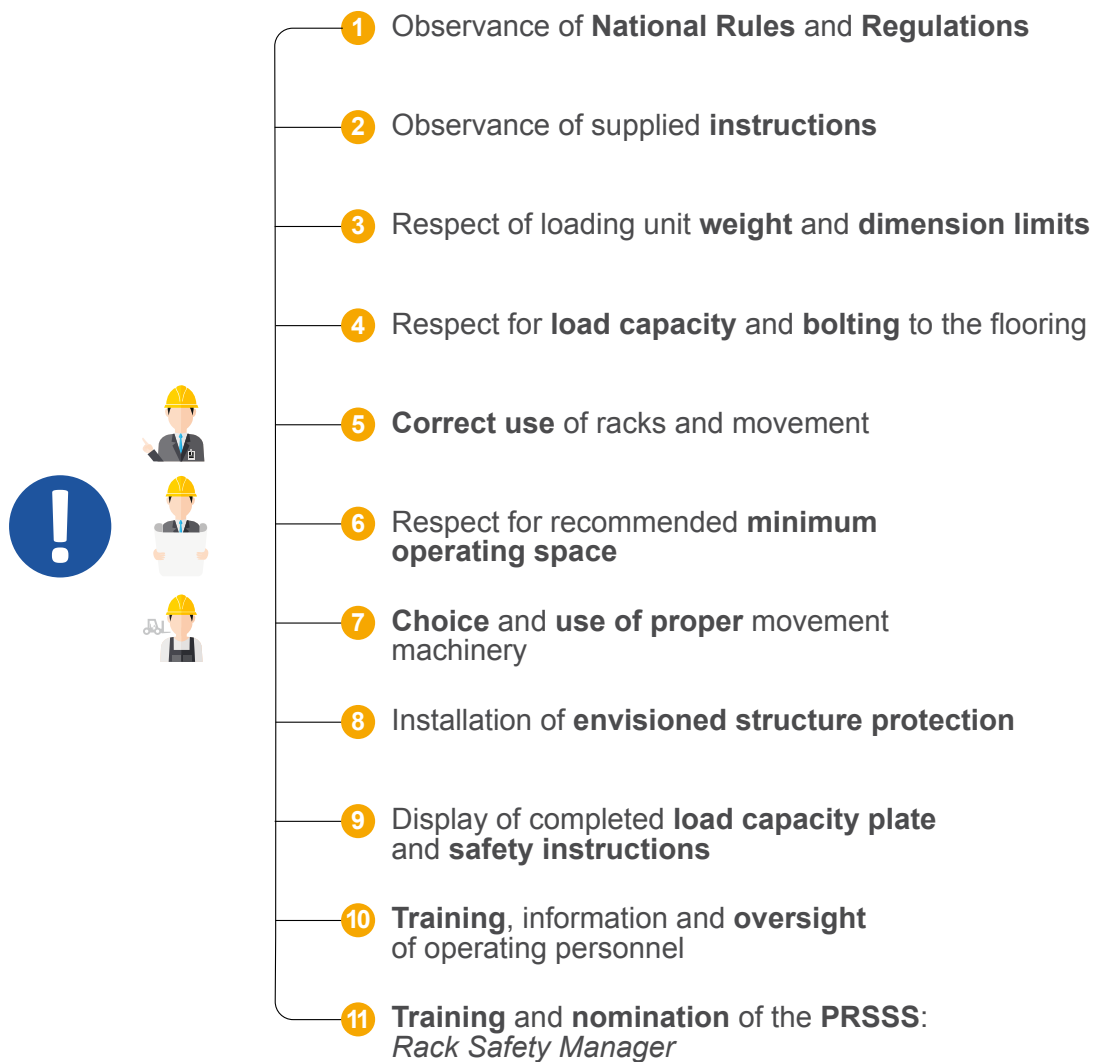 1 Observance of National Rules and Regulations
2 Observance of supplied instructions
3 Respect of loading unit weight and dimension limits
4 Respect for load capacity and bolting to the flooring
5 Correct use of racks and movement
6 Respect for recommended minimum
operating space
7 Choice and use of proper movement
machinery
8 Installation of envisioned structure protection
9 Display of completed load capacity plate
and safety instructions
10 Training, information and oversight
of operating personnel
11 Training and nomination of the PRSSS:
Rack Safety Manager
!